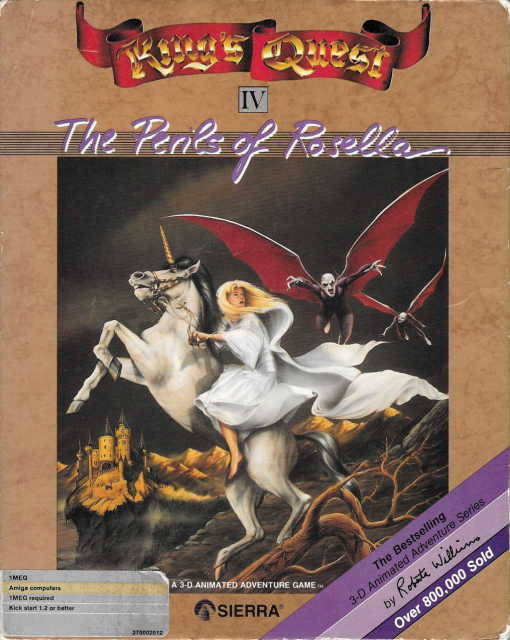 King's Quest
IV
The Perils of Rosella
The Bestselling
3-D Animated Adventure Series
by Roberta Williams
Over 800,000 Sold
1MEG
Amiga computers
1MEG required
Kick start 1.2 or better
270002012
A 3-D ANIMATED ADVENTURE GAME™
SIERRA®